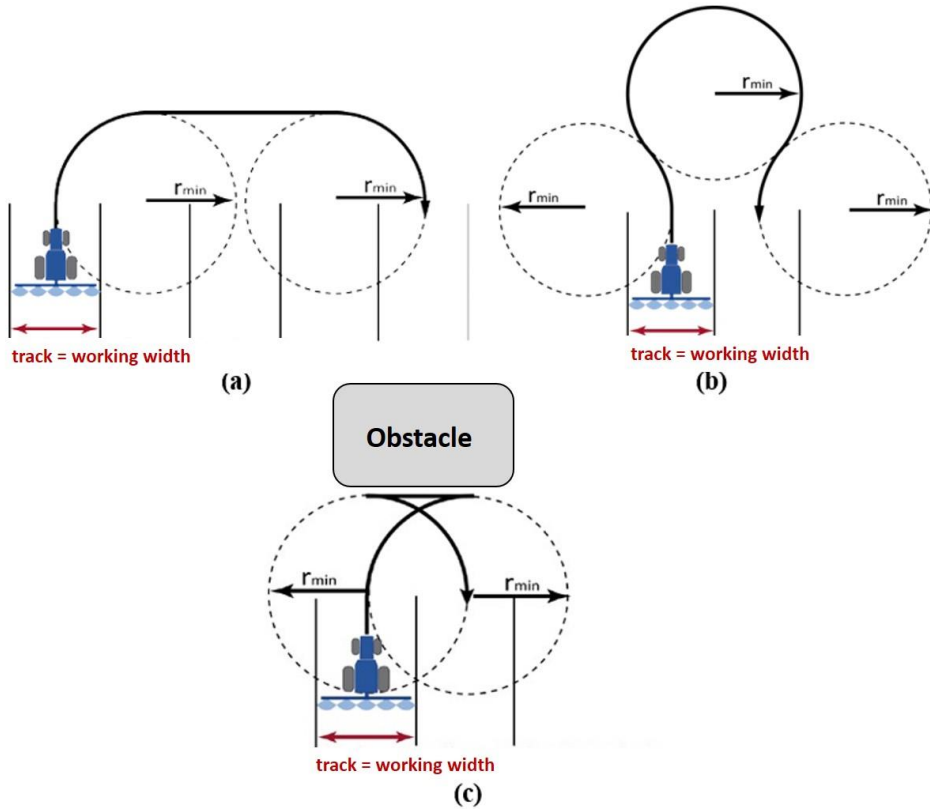 rmin
rmin
track = working width
(a)
rmin
rmin
rmin
track = working width
(b)
Obstacle
rmin
rmin
track = working width
(c)